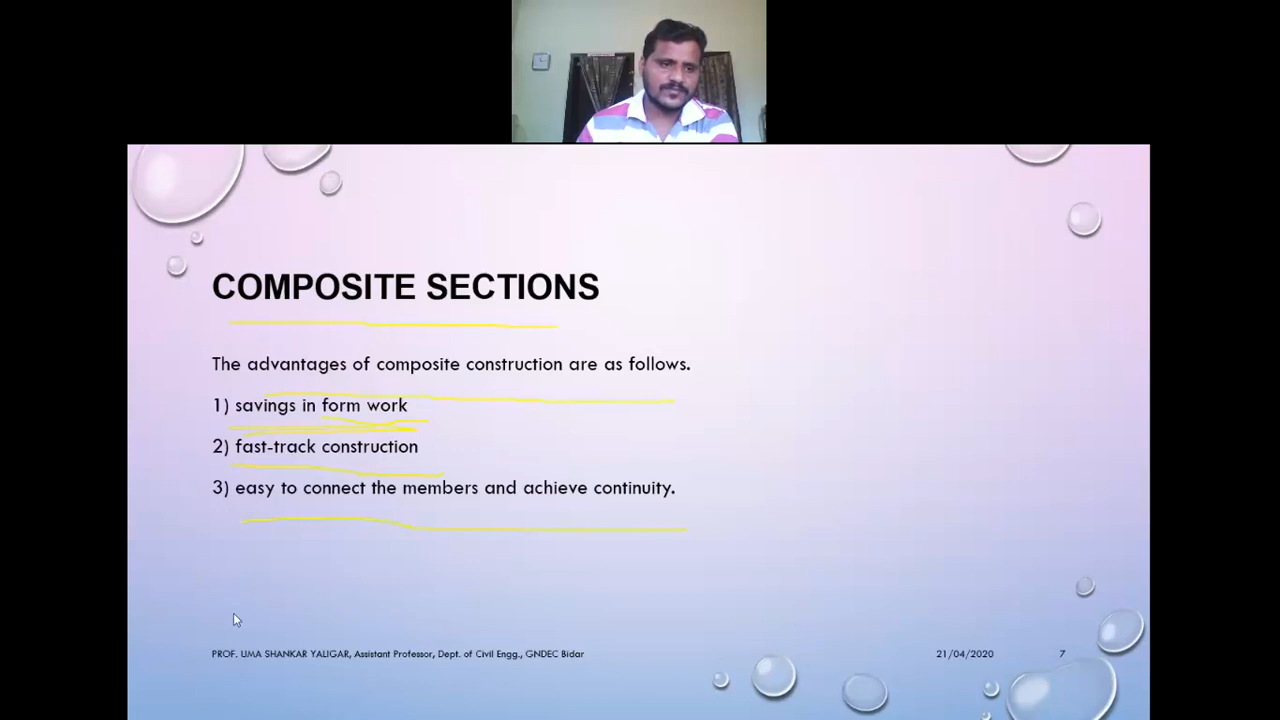 COMPOSITE SECTIONS
The advantages of composite construction are as follows.
1) savings in form work
2) fast-track construction
3) easy to connect the members and achieve continuity.
PROF. UMA SHANKAR YALIGAR, Assistant Professor, Dept. of Civil Engg., GNDEC Bidar
21/04/2020
7